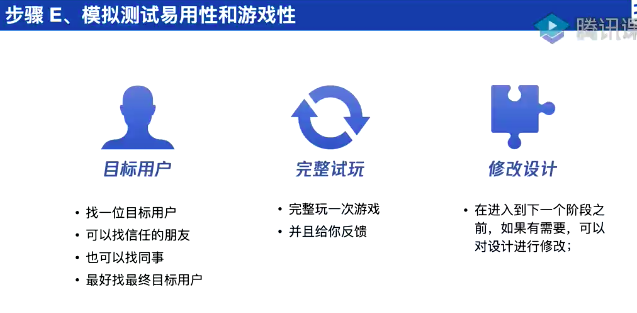 步骤 E、模拟测试易用性和游戏性
腾讯课
目标用户
• 找一位目标用户
• 可以找信任的朋友
• 也可以找同事
• 最好找最终目标用户
完整试玩
• 完整玩一次游戏
• 并且给你反馈
修改设计
• 在进入到下一个阶段之
前，如果有需要，可以
对设计进行修改；